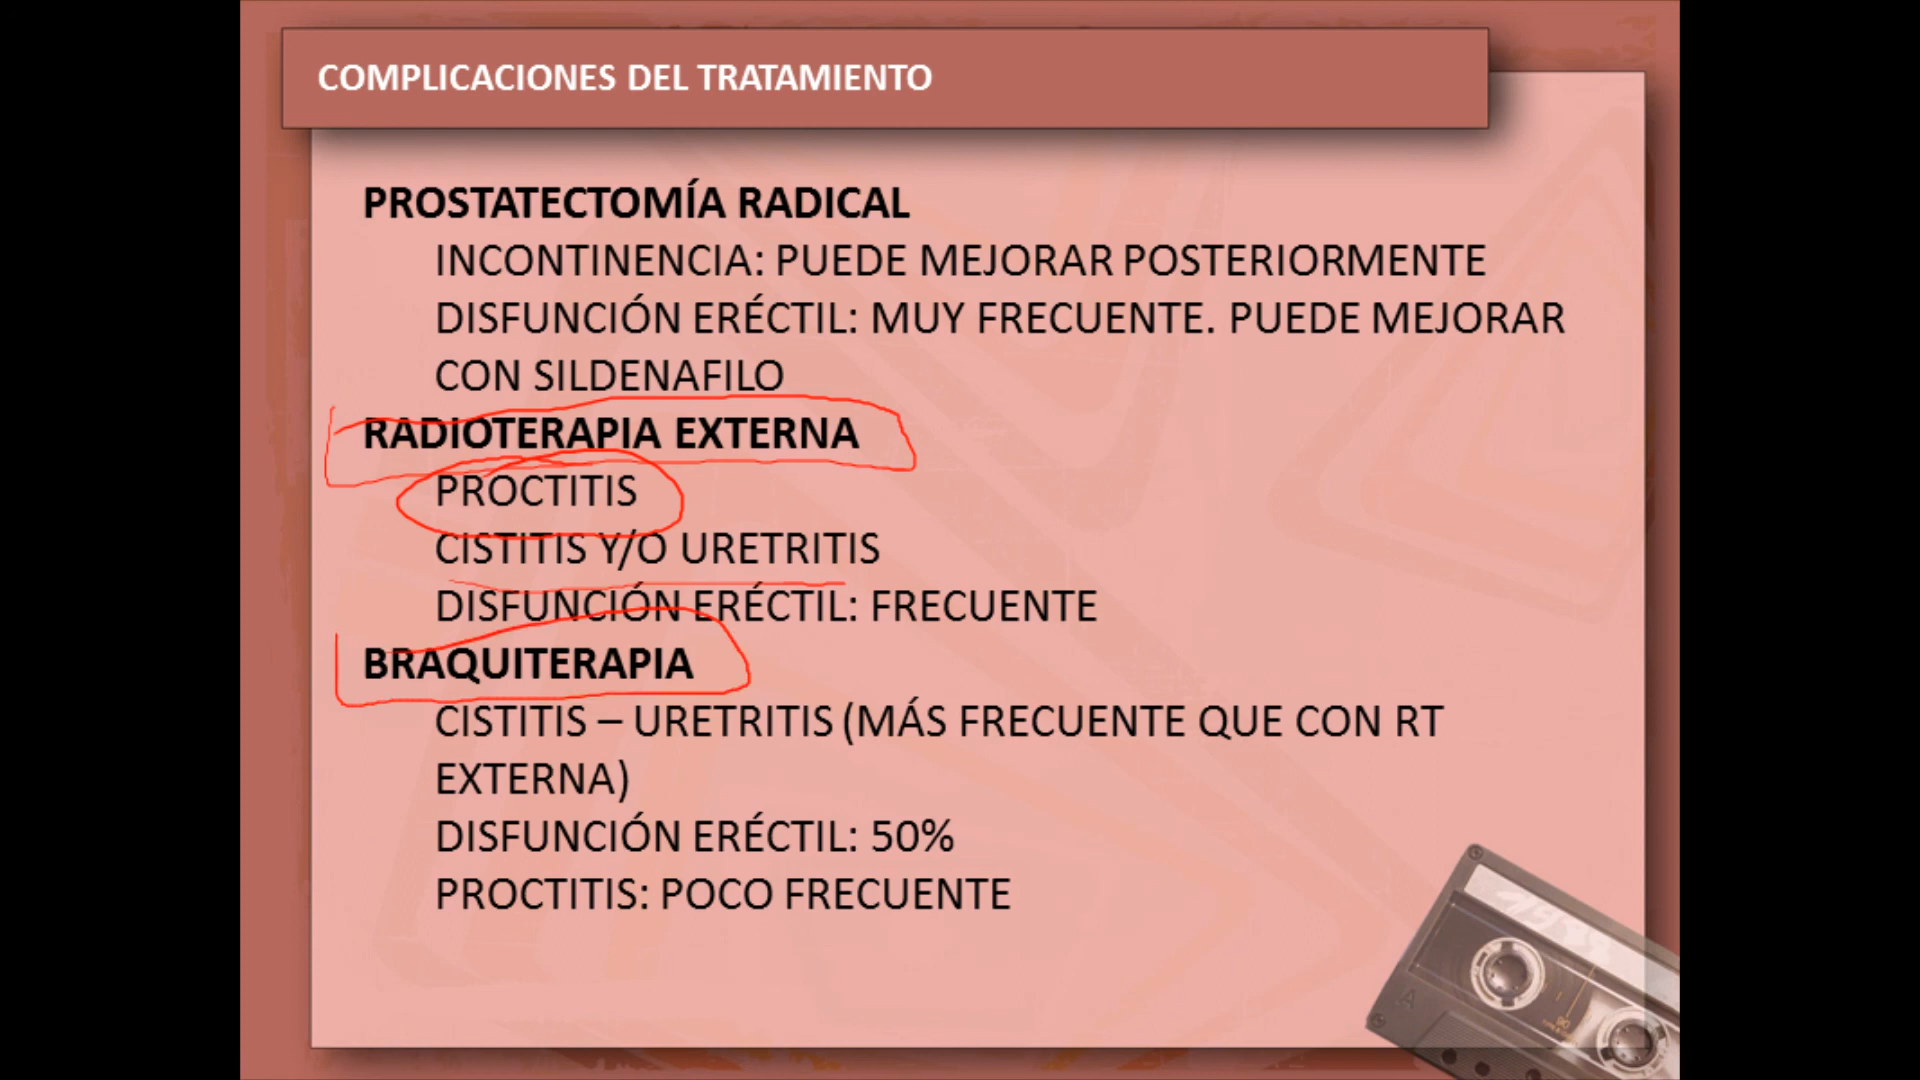 COMPLICACIONES DEL TRATAMIENTO
PROSTATECTOMÍA RADICAL
INCONTINENCIA: PUEDE MEJORAR POSTERIORMENTE
DISFUNCIÓN ERÉCTIL: MUY FRECUENTE. PUEDE MEJORAR
CON SILDENAFILO
RADIOTERAPIA EXTERNA
PROCTITIS
CISTITIS Y/O URETRITIS
DISFUNCIÓN ERÉCTIL: FRECUENTE
BRAQUITERAPIA
CISTITIS – URETRITIS (MÁS FRECUENTE QUE CON RT
EXTERNA)
DISFUNCIÓN ERÉCTIL: 50%
PROCTITIS: POCO FRECUENTE
A